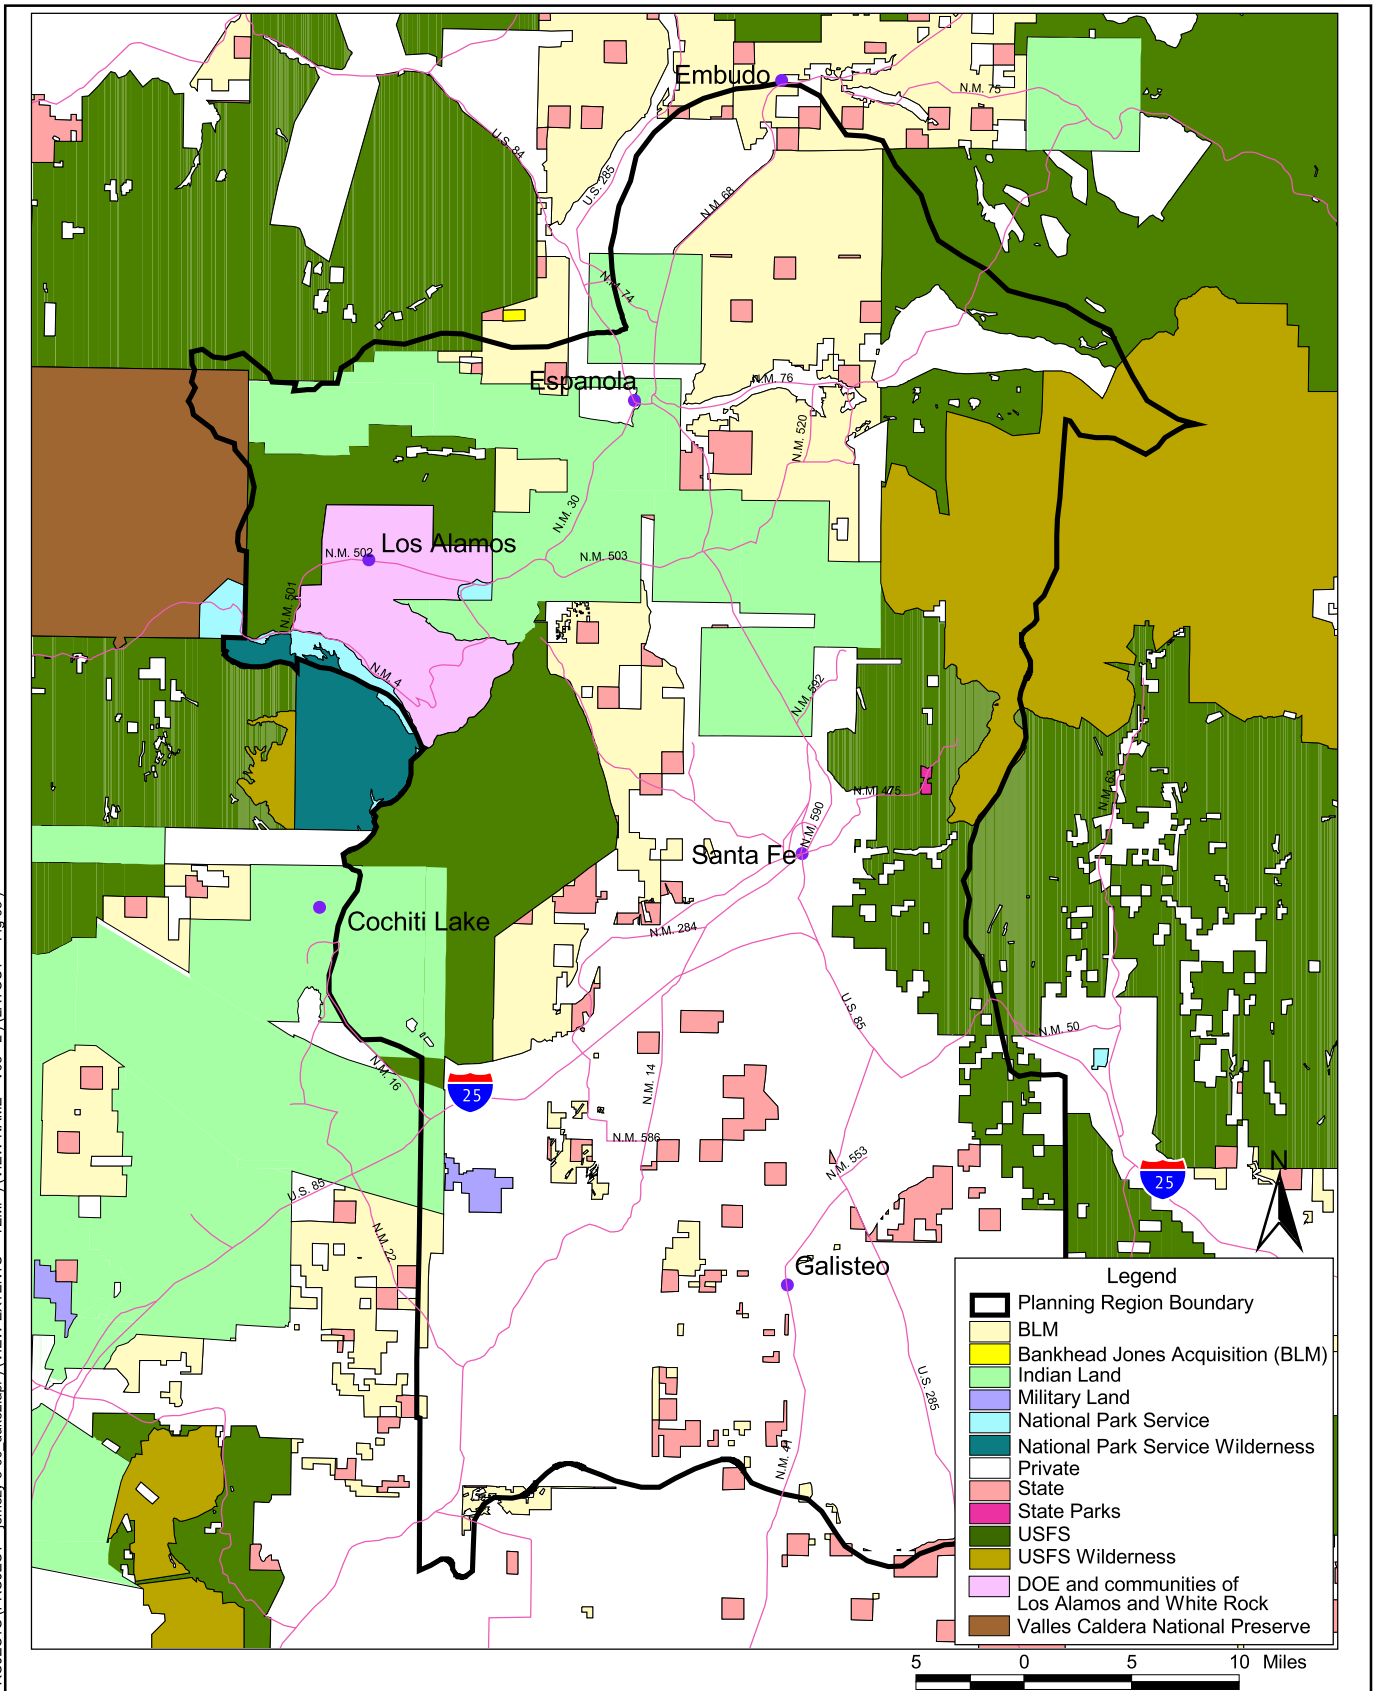 Embudo
N.M. 75
U.S. 84
U.S. 285
N.M. 68
N.M. 74
Espanola
N.M. 76
N.M. 520
N.M. 30
Los Alamos
N.M. 502
N.M. 503
N.M. 501
N.M. 4
N.M. 592
N.M. 63
N.M. 475
N.M. 590
Santa Fe
Cochiti Lake
N.M. 284
U.S. 85
N.M. 50
N.M. 16
25
N.M. 14
N.M. 586
N.M. 553
N
25
U.S. 85
N.M. 22
Galisteo
U.S. 285
N.M. 41
Legend
Planning Region Boundary
BLM
Bankhead Jones Acquisition (BLM)
Indian Land
Military Land
National Park Service
National Park Service Wilderness
Private
State
State Parks
USFS
USFS Wilderness
DOE and communities of
Los Alamos and White Rock
Valles Caldera National Preserve
5 0 5 10 Miles